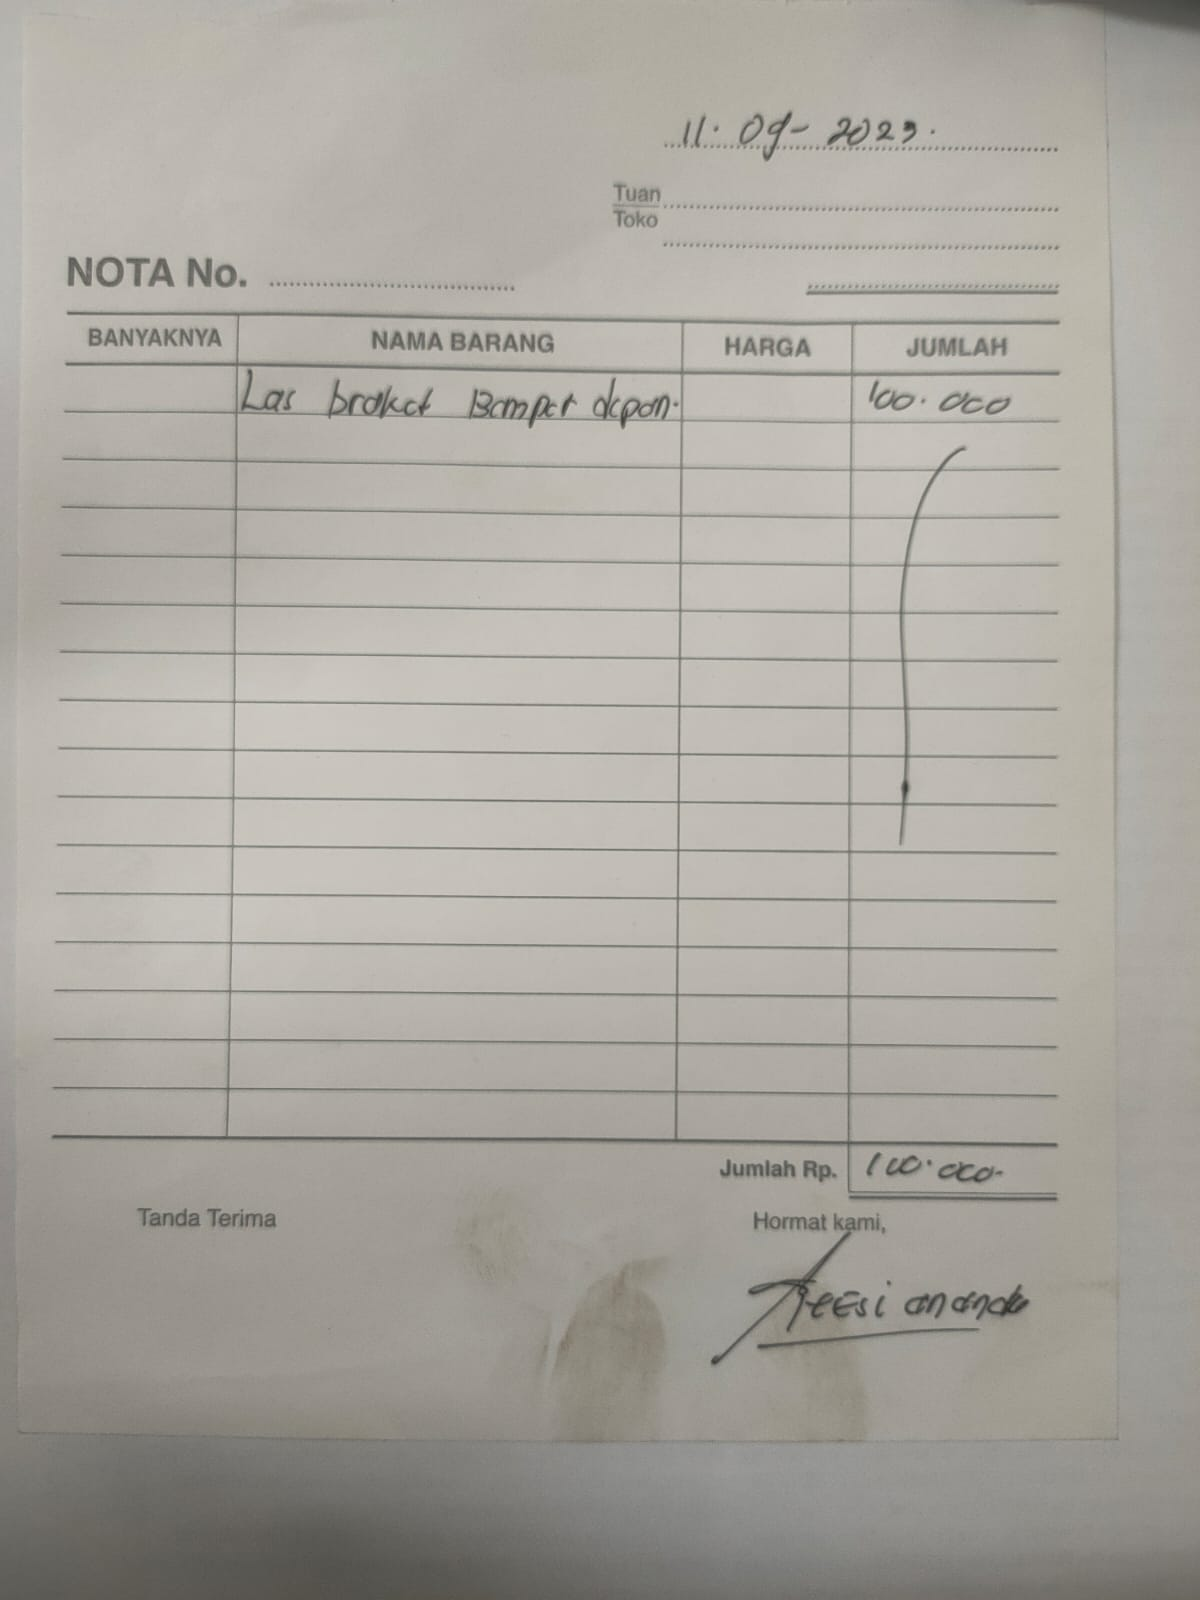 11. 09- 2023.
Tuan
Toko
NOTA No.
BANYAKNYA NAMA BARANG HARGA JUMLAH
Las braket Bemper depan. 100.000
Jumlah Rp. 100.000-
Tanda Terima Hormat kami,
ananda